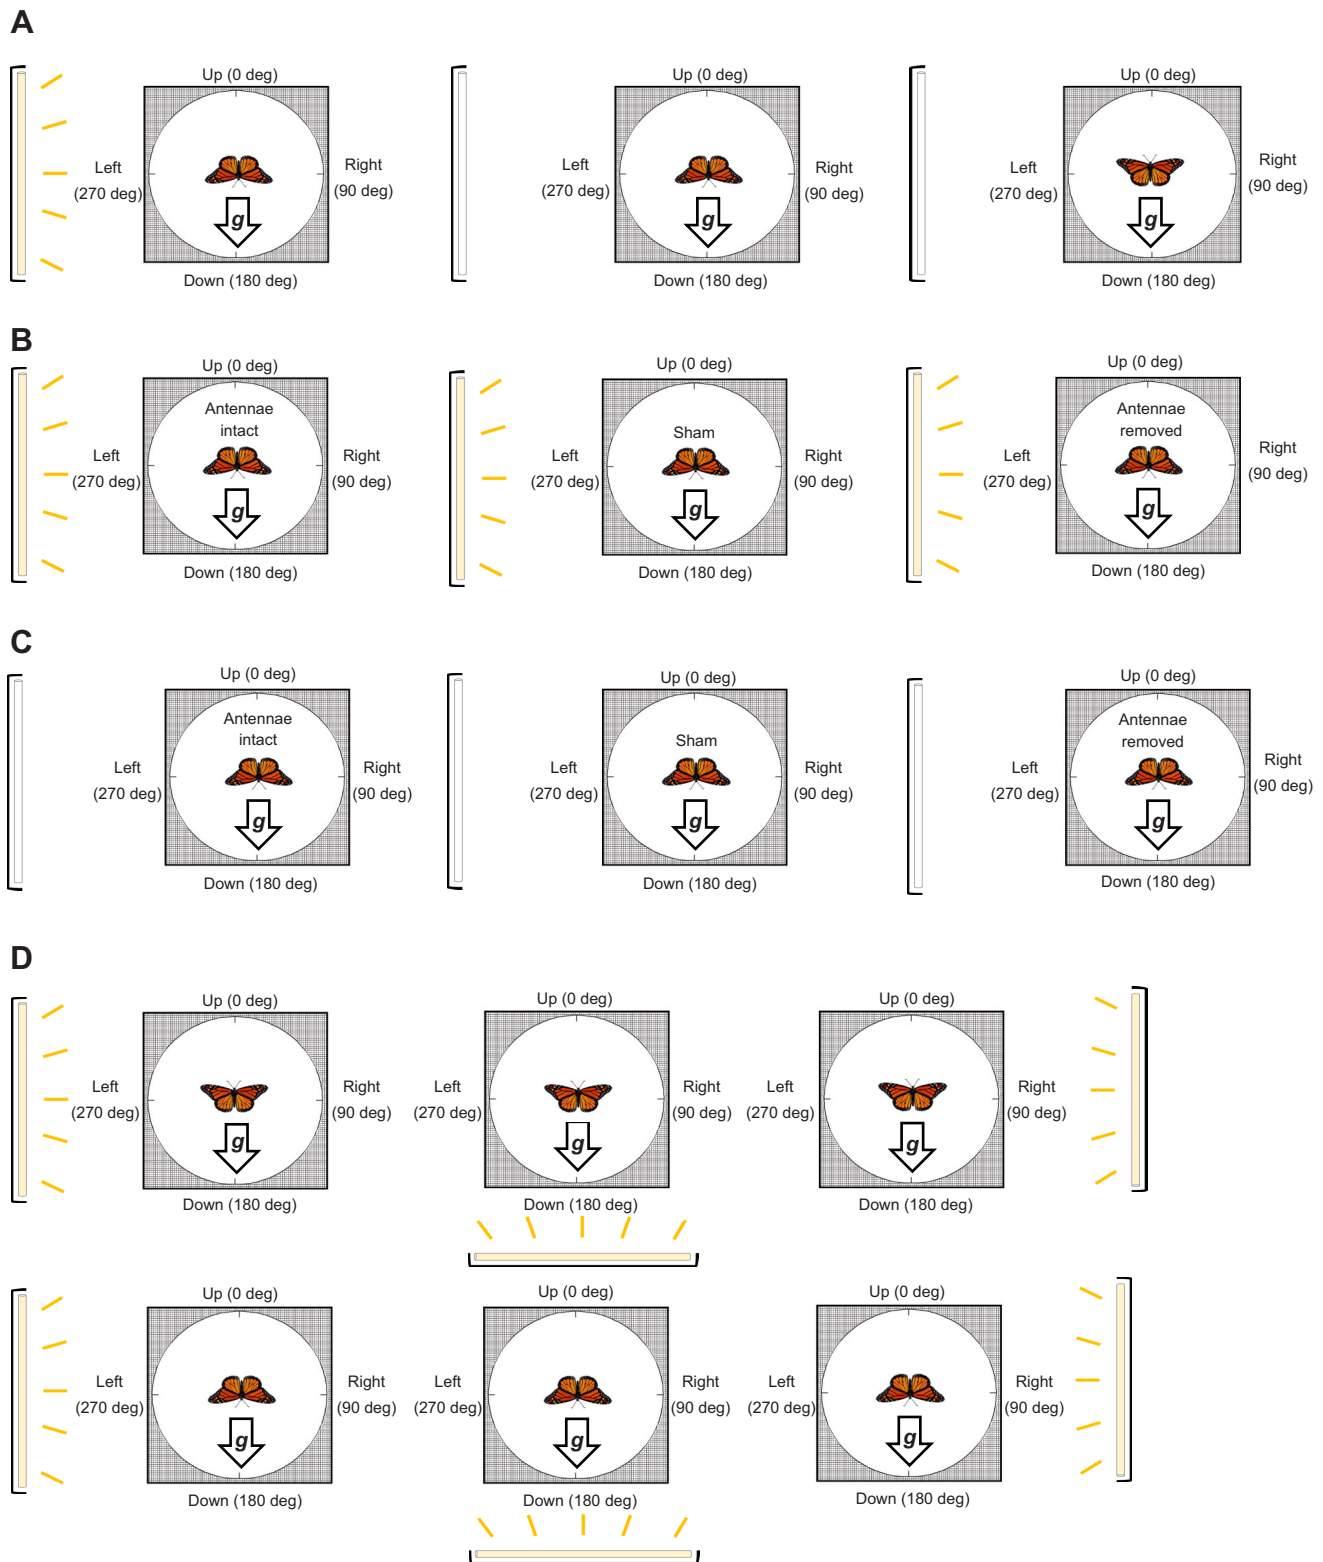 A
Up (0 deg)
Left
(270 deg)
Right
(90 deg)
g
Down (180 deg)
Up (0 deg)
Left
(270 deg)
Right
(90 deg)
g
Down (180 deg)
Up (0 deg)
Left
(270 deg)
Right
(90 deg)
g
Down (180 deg)
B
Up (0 deg)
Antennae
intact
Left
(270 deg)
Right
(90 deg)
g
Down (180 deg)
Up (0 deg)
Sham
Left
(270 deg)
Right
(90 deg)
g
Down (180 deg)
Up (0 deg)
Antennae
removed
Left
(270 deg)
Right
(90 deg)
g
Down (180 deg)
C
Up (0 deg)
Antennae
intact
Left
(270 deg)
Right
(90 deg)
g
Down (180 deg)
Up (0 deg)
Sham
Left
(270 deg)
Right
(90 deg)
g
Down (180 deg)
Up (0 deg)
Antennae
removed
Left
(270 deg)
Right
(90 deg)
g
Down (180 deg)
D
Up (0 deg)
Left
(270 deg)
Right
(90 deg)
g
Down (180 deg)
Up (0 deg)
Left
(270 deg)
Right
(90 deg)
g
Down (180 deg)
Up (0 deg)
Left
(270 deg)
Right
(90 deg)
g
Down (180 deg)
Up (0 deg)
Left
(270 deg)
Right
(90 deg)
g
Down (180 deg)
Up (0 deg)
Left
(270 deg)
Right
(90 deg)
g
Down (180 deg)
Up (0 deg)
Left
(270 deg)
Right
(90 deg)
g
Down (180 deg)